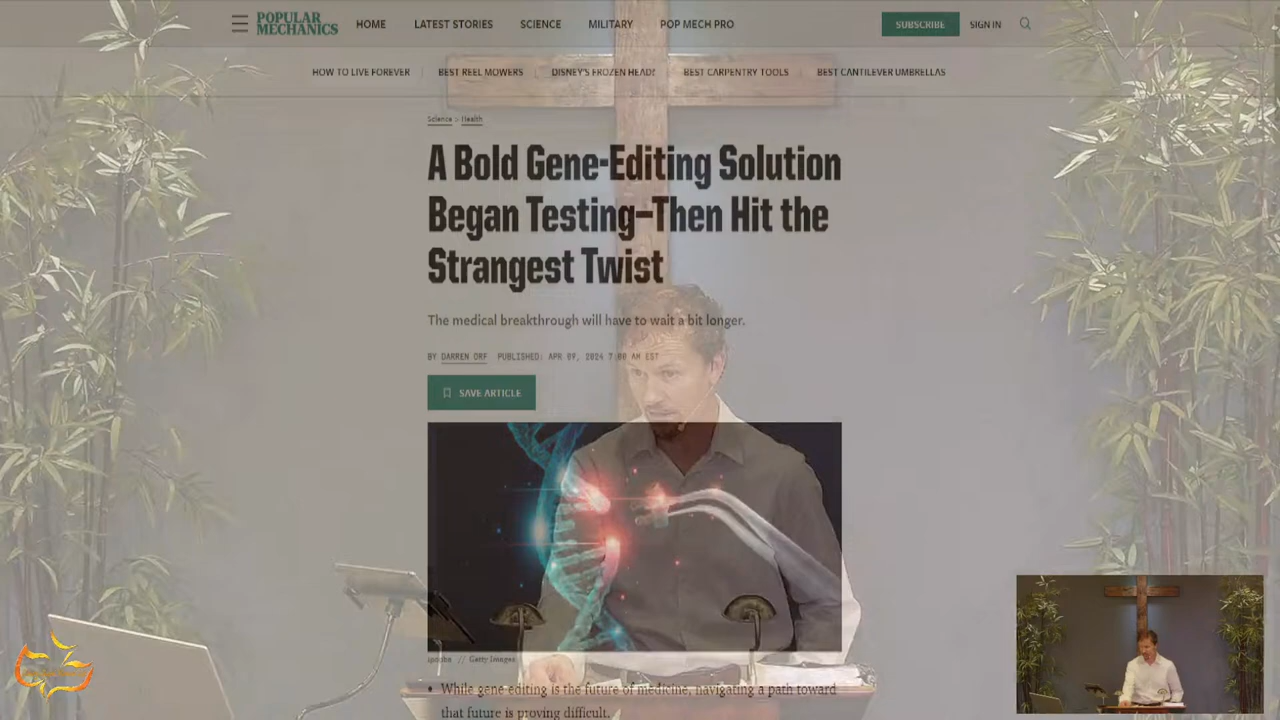 POPULAR
MECHANICS
HOME
LATEST STORIES
SCIENCE
MILITARY
POP MECH PRO
SUBSCRIBE
SIGN IN
HOW TO LIVE FOREVER
BEST REEL MOWERS
DISNEY'S FROZEN HEAD?
BEST CARPENTRY TOOLS
BEST CANTILEVER UMBRELLAS
Science > Health
A Bold Gene-Editing Solution
Began Testing—Then Hit the
Strangest Twist
The medical breakthrough will have to wait a bit longer.
BY DARREN ORF PUBLISHED: APR 09, 2024 7:00 AM EST
SAVE ARTICLE
// Getty Images
• While gene editing is the future of medicine, navigating a path toward
that future is proving difficult.